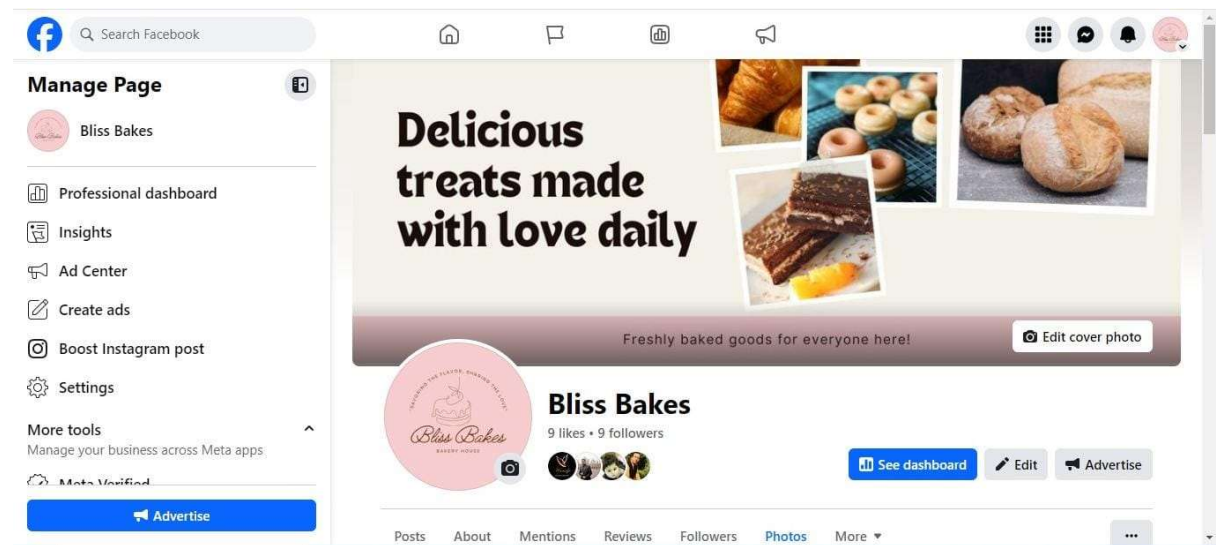 Search Facebook
Manage Page
Bliss Bakes
Professional dashboard
Insights
Ad Center
Create ads
Boost Instagram post
Settings
More tools
Manage your business across Meta apps
Meta Verified
Advertise
Delicious
treats made
with love daily
Freshly baked goods for everyone here!
Edit cover photo
Bliss Bakes
BAKERY HOUSE
Bliss Bakes
9 likes • 9 followers
See dashboard
Edit
Advertise
Posts About Mentions Reviews Followers Photos More